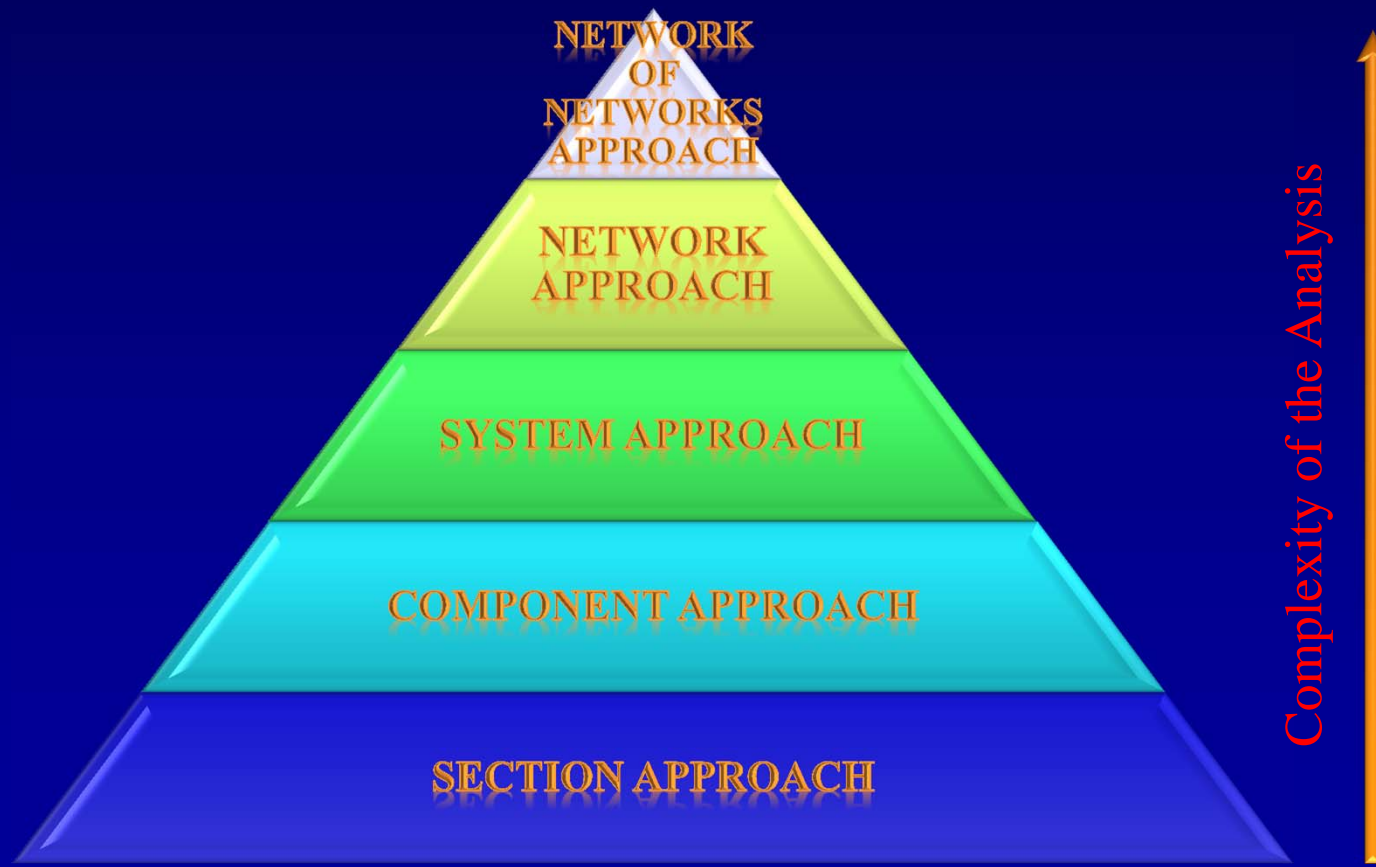 NETWORK
OF
NETWORKS
APPROACH
NETWORK
APPROACH
SYSTEM APPROACH
COMPONENT APPROACH
SECTION APPROACH
Complexity of the Analysis